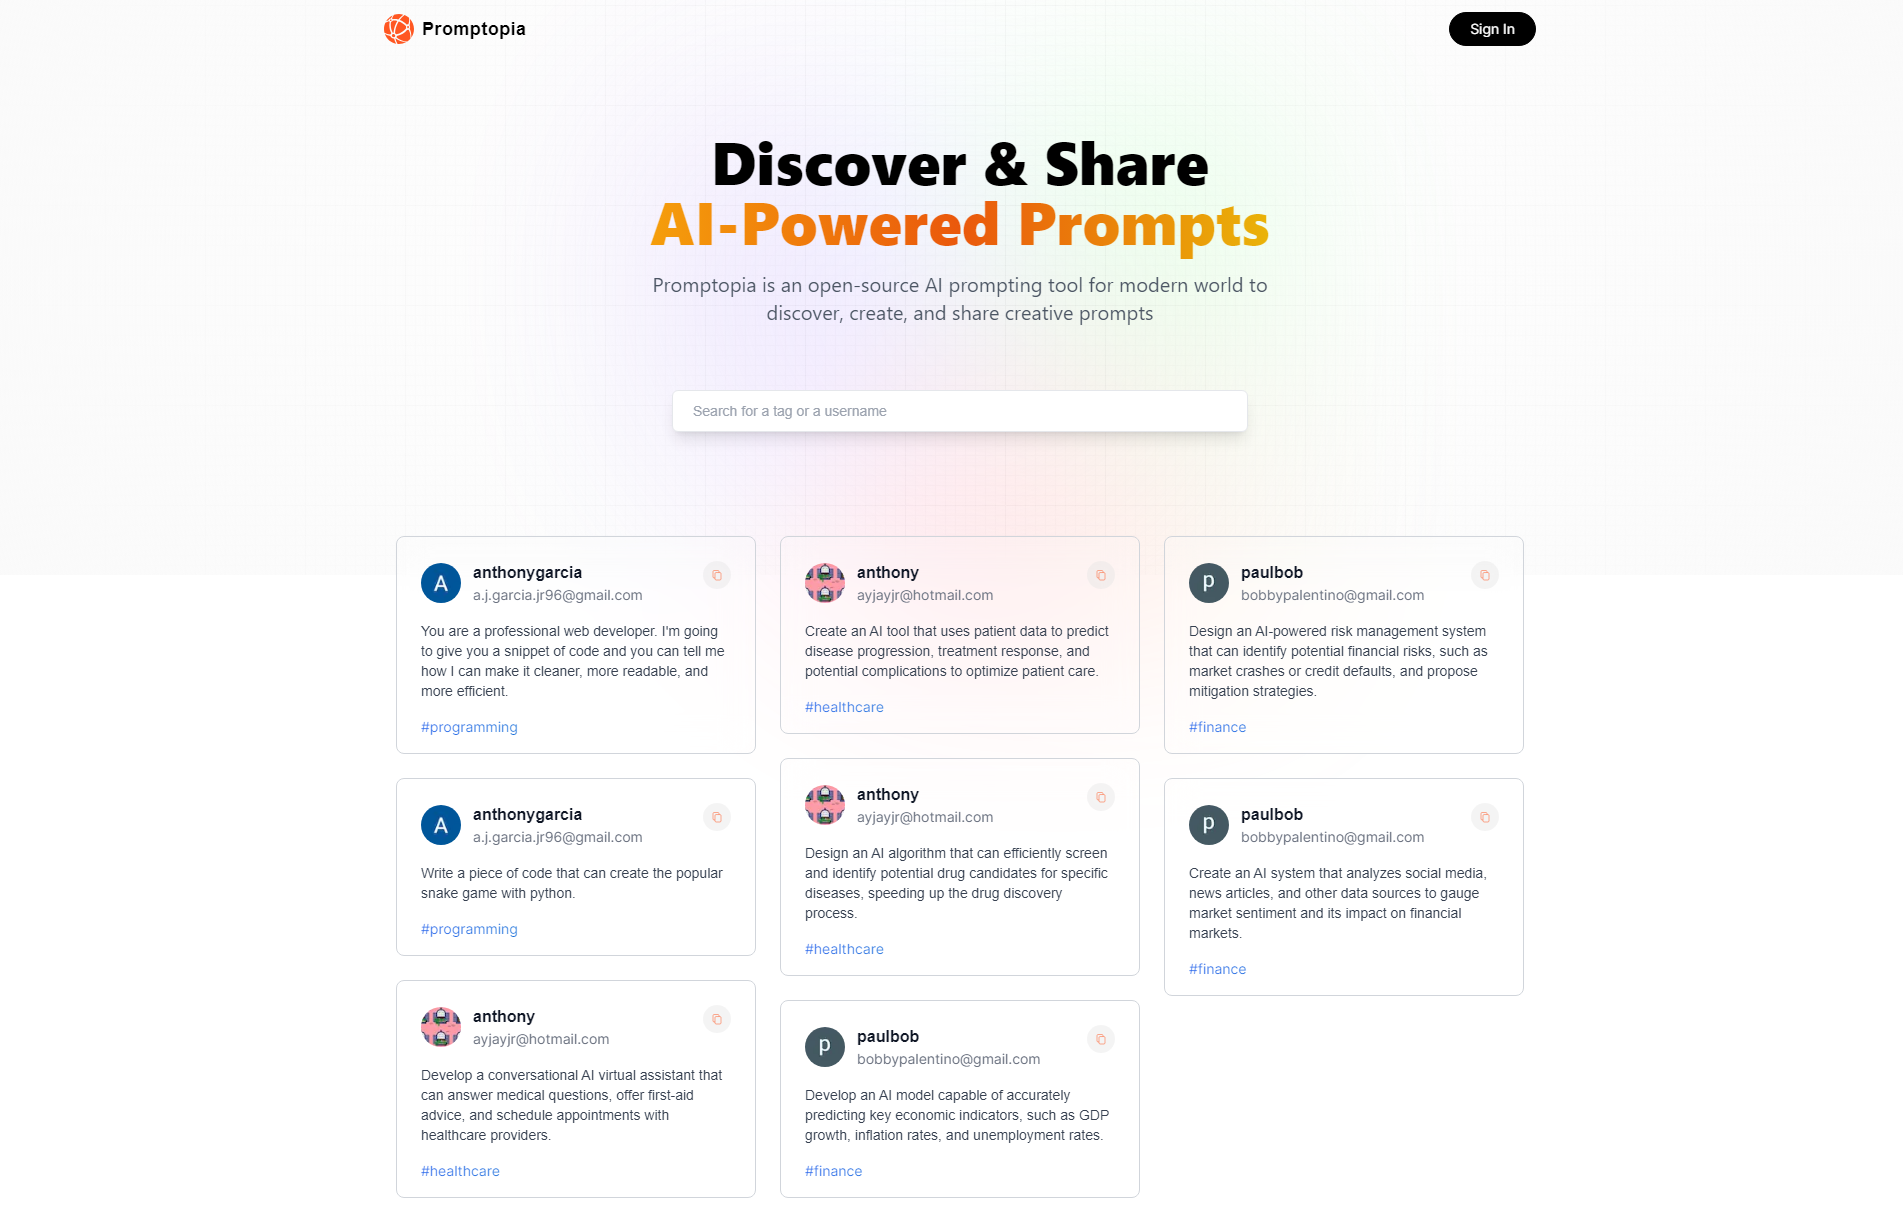 Promptopia
Sign In
Discover & Share
AI-Powered Prompts
Promptopia is an open-source AI prompting tool for modern world to
discover, create, and share creative prompts
Search for a tag or a username
A
anthonygarcia
a.j.garcia.jr96@gmail.com
You are a professional web developer. I'm going
to give you a snippet of code and you can tell me
how I can make it cleaner, more readable, and
more efficient.
#programming
A
anthonygarcia
a.j.garcia.jr96@gmail.com
Write a piece of code that can create the popular
snake game with python.
#programming
anthony
ayjayjr@hotmail.com
Develop a conversational AI virtual assistant that
can answer medical questions, offer first-aid
advice, and schedule appointments with
healthcare providers.
#healthcare
anthony
ayjayjr@hotmail.com
Create an AI tool that uses patient data to predict
disease progression, treatment response, and
potential complications to optimize patient care.
#healthcare
anthony
ayjayjr@hotmail.com
Design an AI algorithm that can efficiently screen
and identify potential drug candidates for specific
diseases, speeding up the drug discovery
process.
#healthcare
p
paulbob
bobbypalentino@gmail.com
Develop an AI model capable of accurately
predicting key economic indicators, such as GDP
growth, inflation rates, and unemployment rates.
#finance
p
paulbob
bobbypalentino@gmail.com
Design an AI-powered risk management system
that can identify potential financial risks, such as
market crashes or credit defaults, and propose
mitigation strategies.
#finance
p
paulbob
bobbypalentino@gmail.com
Create an AI system that analyzes social media,
news articles, and other data sources to gauge
market sentiment and its impact on financial
markets.
#finance